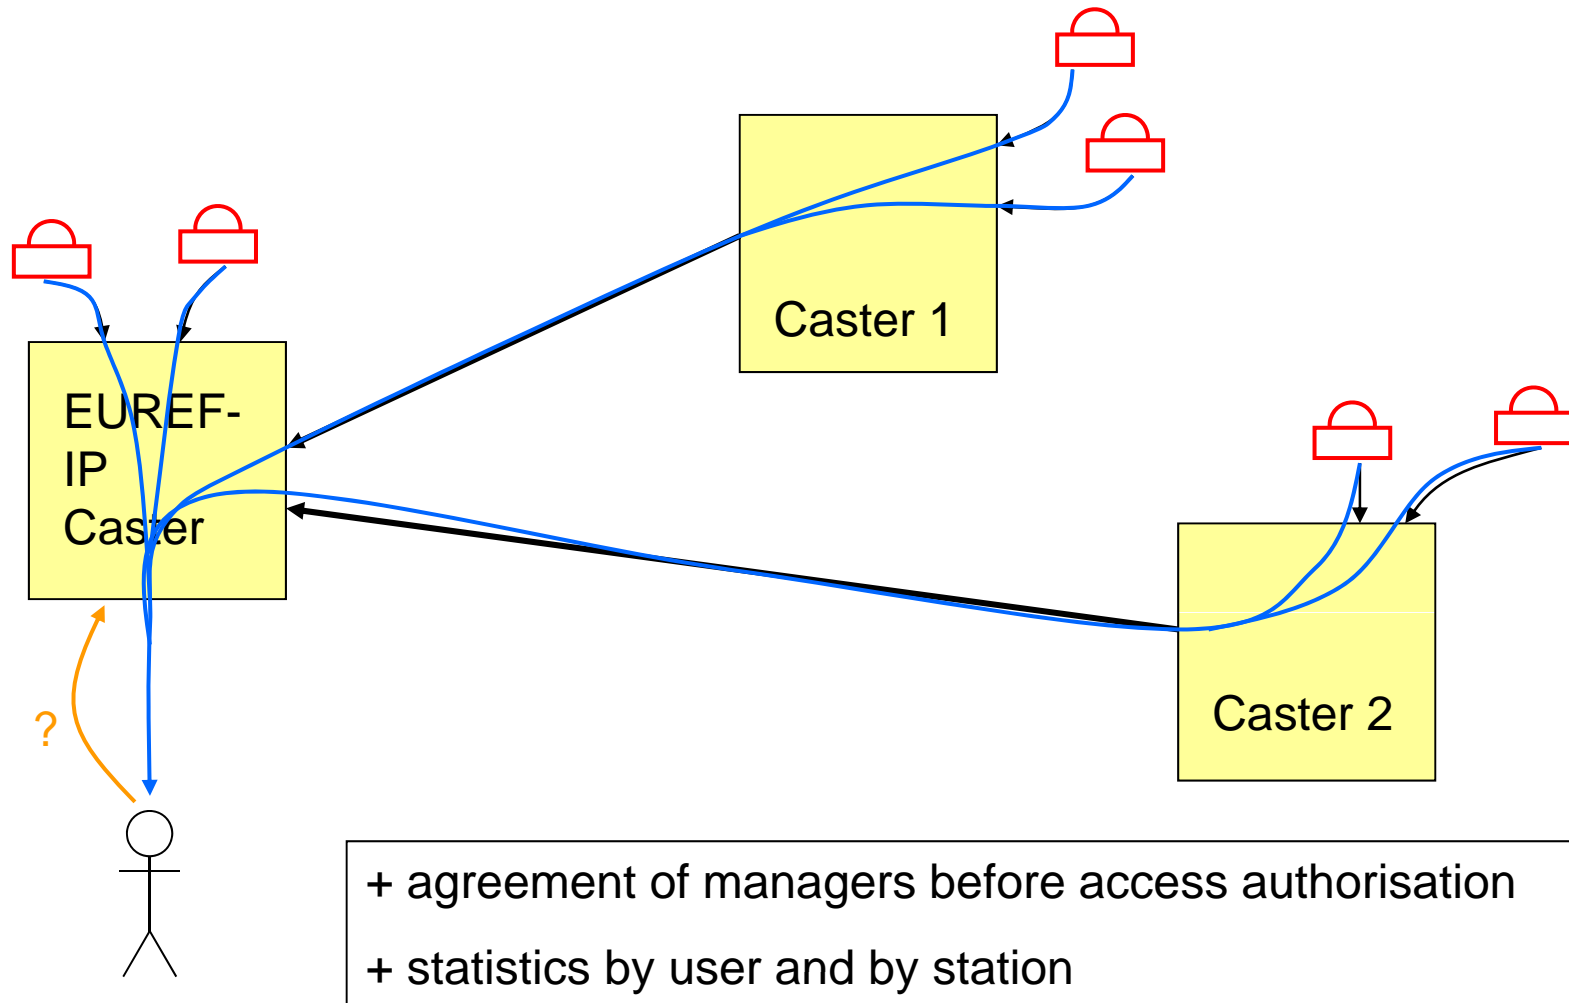 Caster 1
EUREF-
IP
Caster
Caster 2
?
+ agreement of managers before access authorisation
+ statistics by user and by station